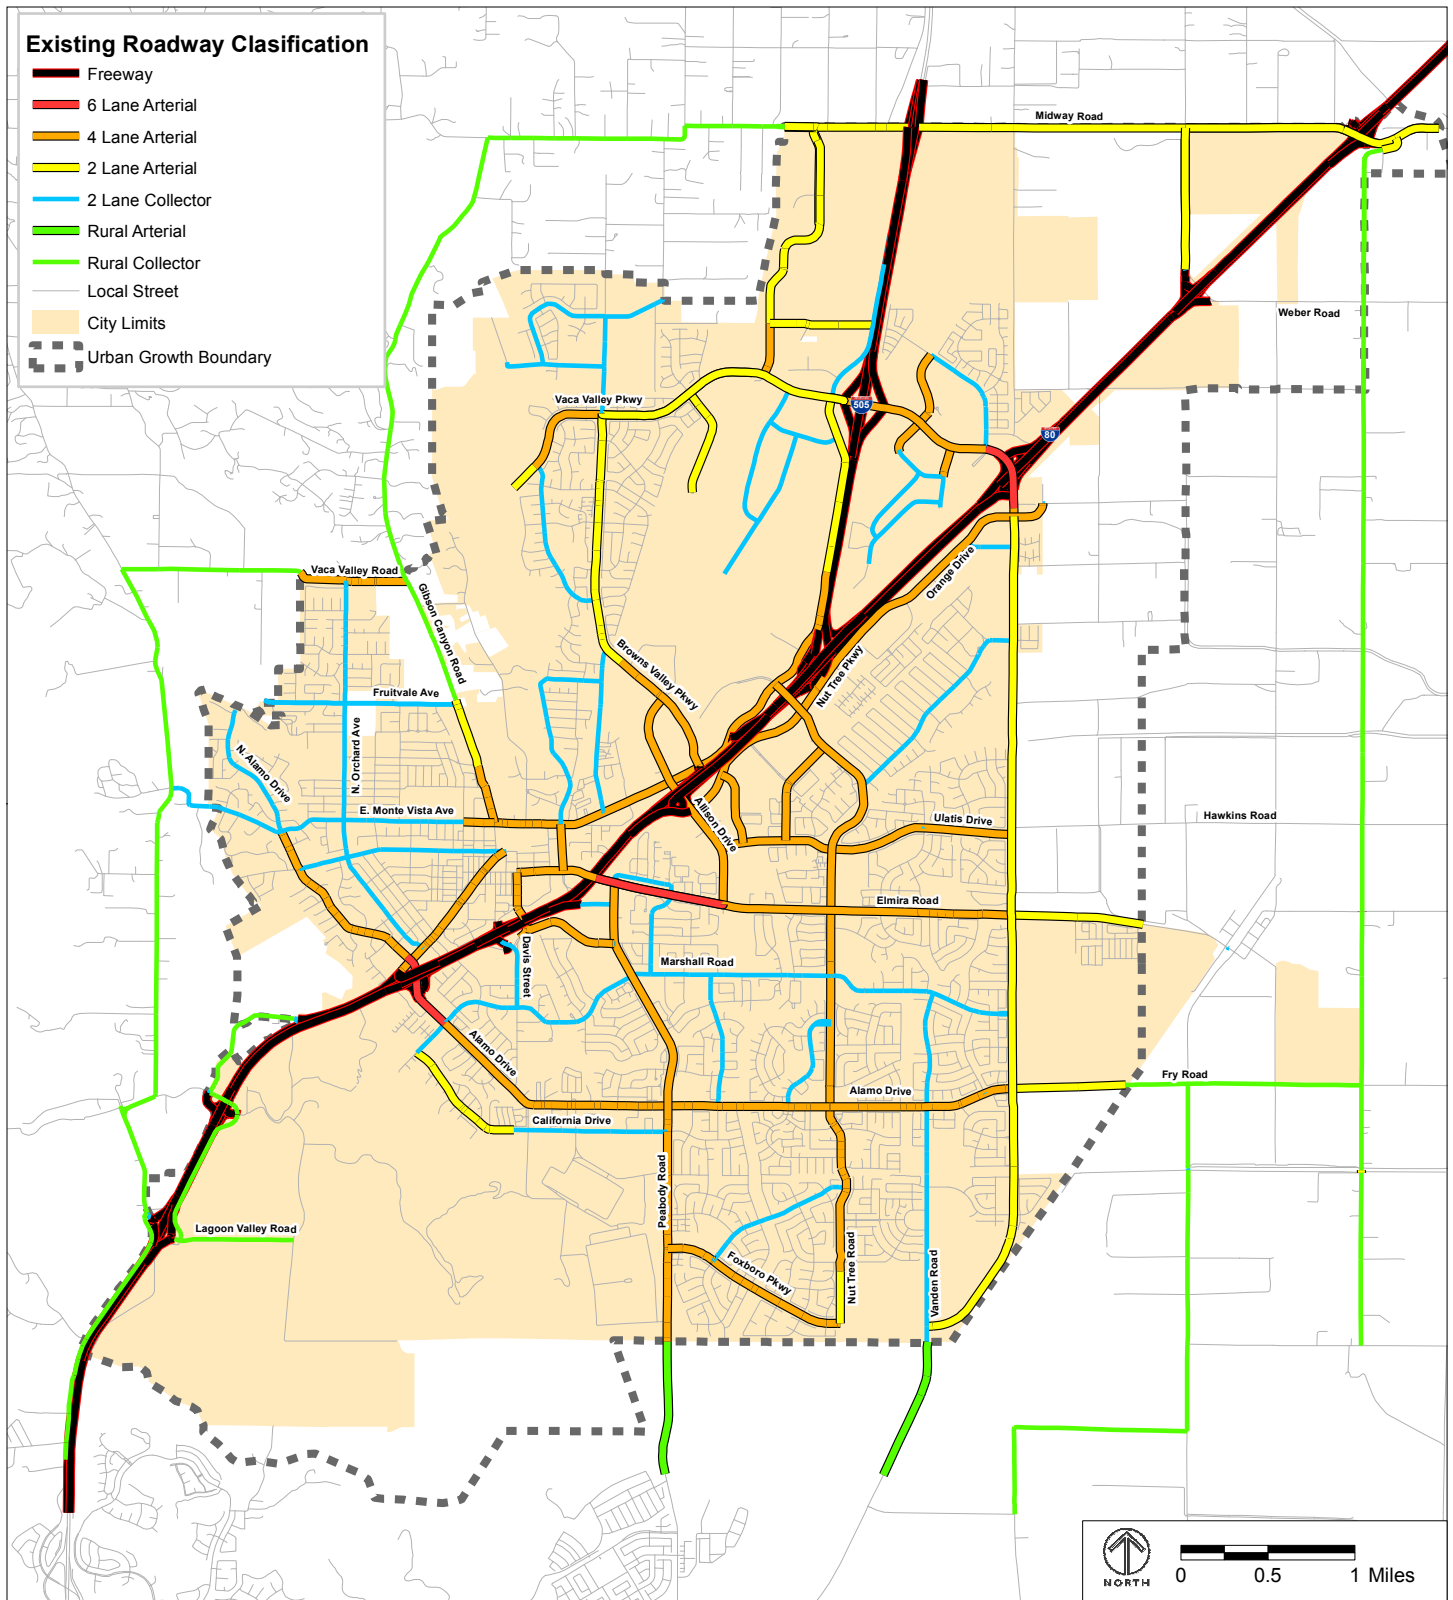 Existing Roadway Clasification
Freeway
6 Lane Arterial
4 Lane Arterial
2 Lane Arterial
2 Lane Collector
Rural Arterial
Rural Collector
Local Street
City Limits
Urban Growth Boundary
Midway Road
Weber Road
Vaca Valley Pkwy
505
80
Orange Drive
Vaca Valley Road
Gibson Canyon Road
Browns Valley Pkwy
Nut Tree Pkwy
Fruitvale Ave
N. Orchard Ave
N. Alamo Drive
E. Monte Vista Ave
Allison Drive
Ulatis Drive
Hawkins Road
Elmira Road
Davis Street
Marshall Road
Alamo Drive
Alamo Drive
Fry Road
California Drive
Peabody Road
Lagoon Valley Road
Foxboro Pkwy
Nut Tree Road
Vanden Road
NORTH
0 0.5 1 Miles